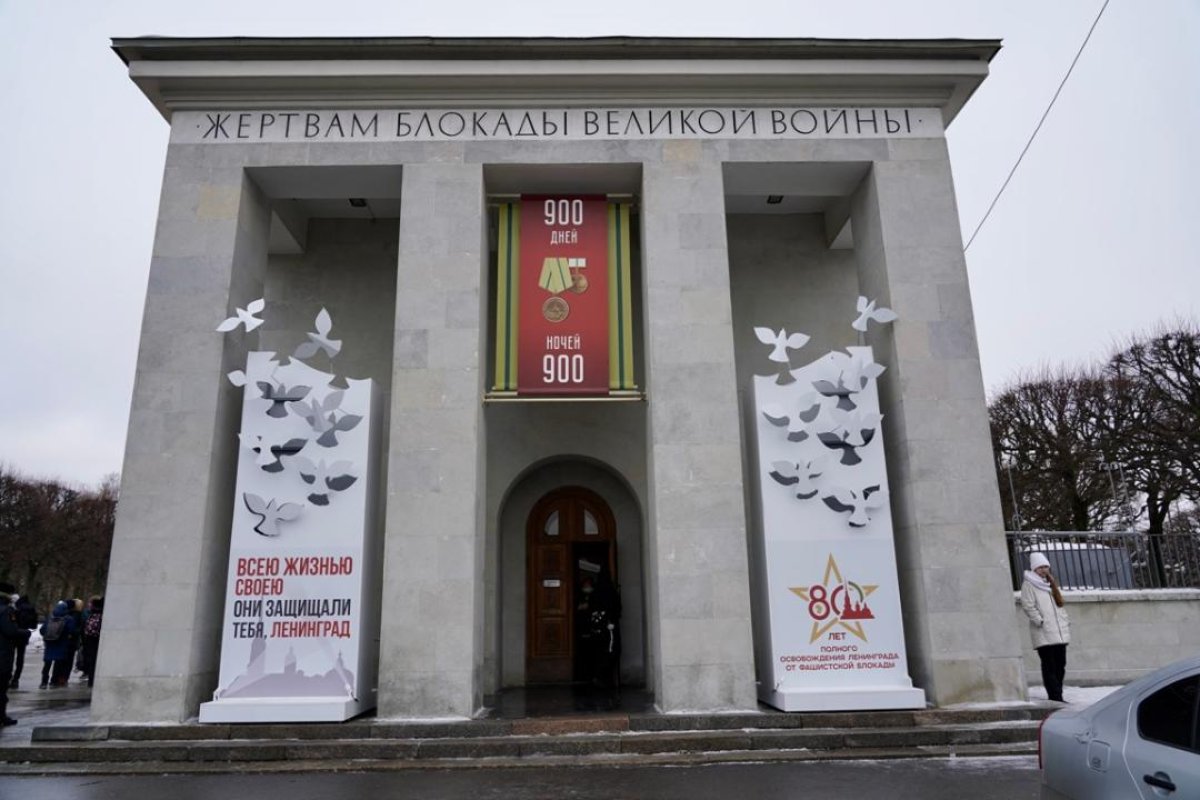 ·ЖЕРТВАМ БЛОКАДЫ ВЕЛИКОЙ ВОЙНЫ·
900
ДНЕЙ
НОЧЕЙ
900
ВСЕЮ ЖИЗНЬЮ
СВОЕЮ
ОНИ ЗАЩИЩАЛИ
ТЕБЯ, ЛЕНИНГРАД
80
ЛЕТ
ПОЛНОГО
ОСВОБОЖДЕНИЯ ЛЕНИНГРАДА
ОТ ФАШИСТСКОЙ БЛОКАДЫ